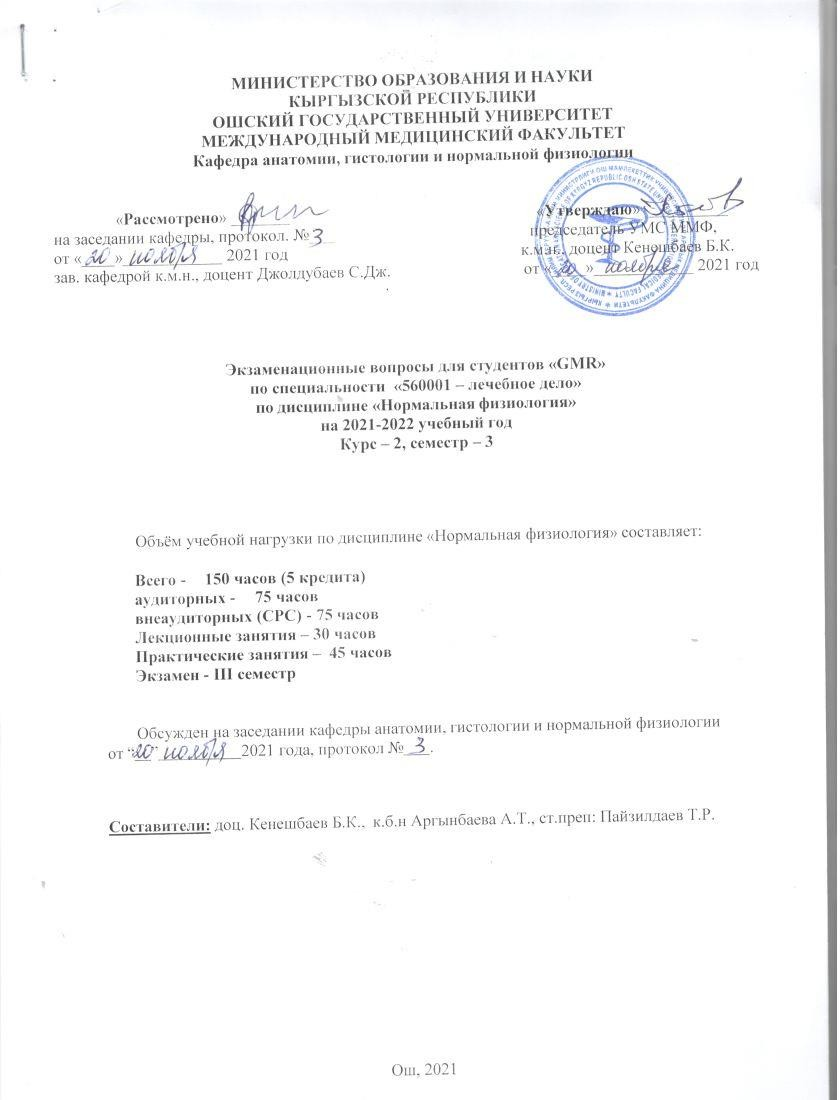 МИНИСТЕРСТВО ОБРАЗОВАНИЯ И НАУКИ
КЫРГЫЗСКОЙ РЕСПУБЛИКИ
ОШСКИЙ ГОСУДАРСТВЕННЫЙ УНИВЕРСИТЕТ
МЕЖДУНАРОДНЫЙ МЕДИЦИНСКИЙ ФАКУЛЬТЕТ
Кафедра анатомии, гистологии и нормальной физиологии
«Рассмотрено»
на заседании кафедры, протокол. №3
от «20» ноября 2021 год
зав. кафедрой к.м.н., доцент Джолдубаев С.Дж.
«Утверждаю»
председатель УМС ММФ,
к.м.н., доцент Кенешбаев Б.К.
от «20» ноября 2021 год
Экзаменационные вопросы для студентов «GMR»
по специальности «560001 – лечебное дело»
по дисциплине «Нормальная физиология»
на 2021-2022 учебный год
Курс – 2, семестр – 3
Объём учебной нагрузки по дисциплине «Нормальная физиология» составляет:
Всего - 150 часов (5 кредита)
аудиторных - 75 часов
внеаудиторных (СРС) - 75 часов
Лекционные занятия – 30 часов
Практические занятия – 45 часов
Экзамен - III семестр
Обсужден на заседании кафедры анатомии, гистологии и нормальной физиологии
от “20” ноября 2021 года, протокол № 3.
Составители: доц. Кенешбаев Б.К., к.б.н Аргынбаева А.Т., ст.преп: Пайзилдаев Т.Р.
Ош, 2021